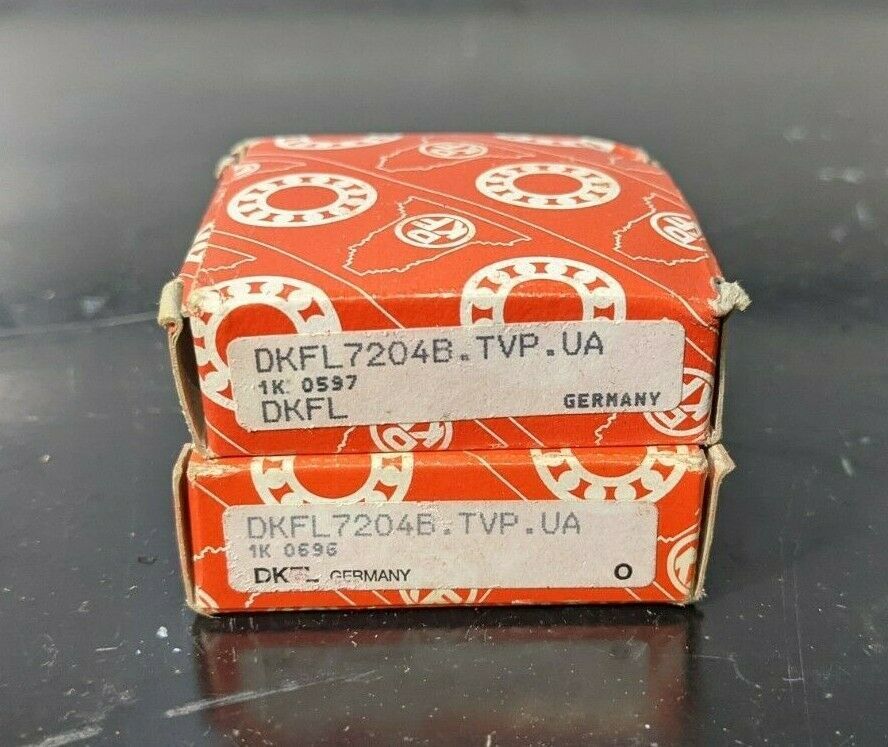 DKFL7204B.TVP.UA
1K 0597
DKFL GERMANY
DKFL7204B.TVP.UA
1K 0696
DKFL GERMANY O